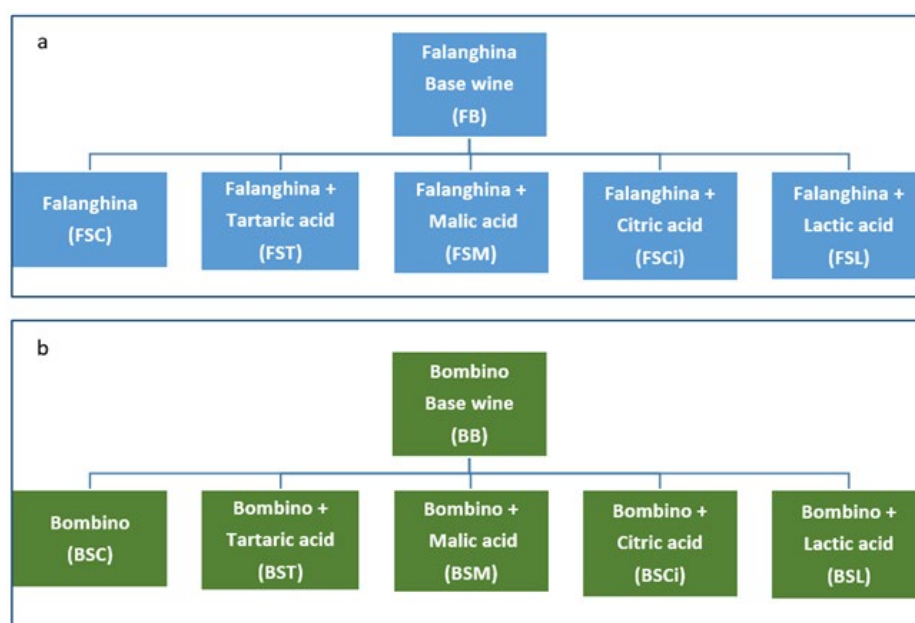 a
Falanghina
Base wine
(FB)
Falanghina
(FSC)
Falanghina +
Tartaric acid
(FST)
Falanghina +
Malic acid
(FSM)
Falanghina +
Citric acid
(FSCi)
Falanghina +
Lactic acid
(FSL)
b
Bombino
Base wine
(BB)
Bombino
(BSC)
Bombino +
Tartaric acid
(BST)
Bombino +
Malic acid
(BSM)
Bombino +
Citric acid
(BSCi)
Bombino +
Lactic acid
(BSL)